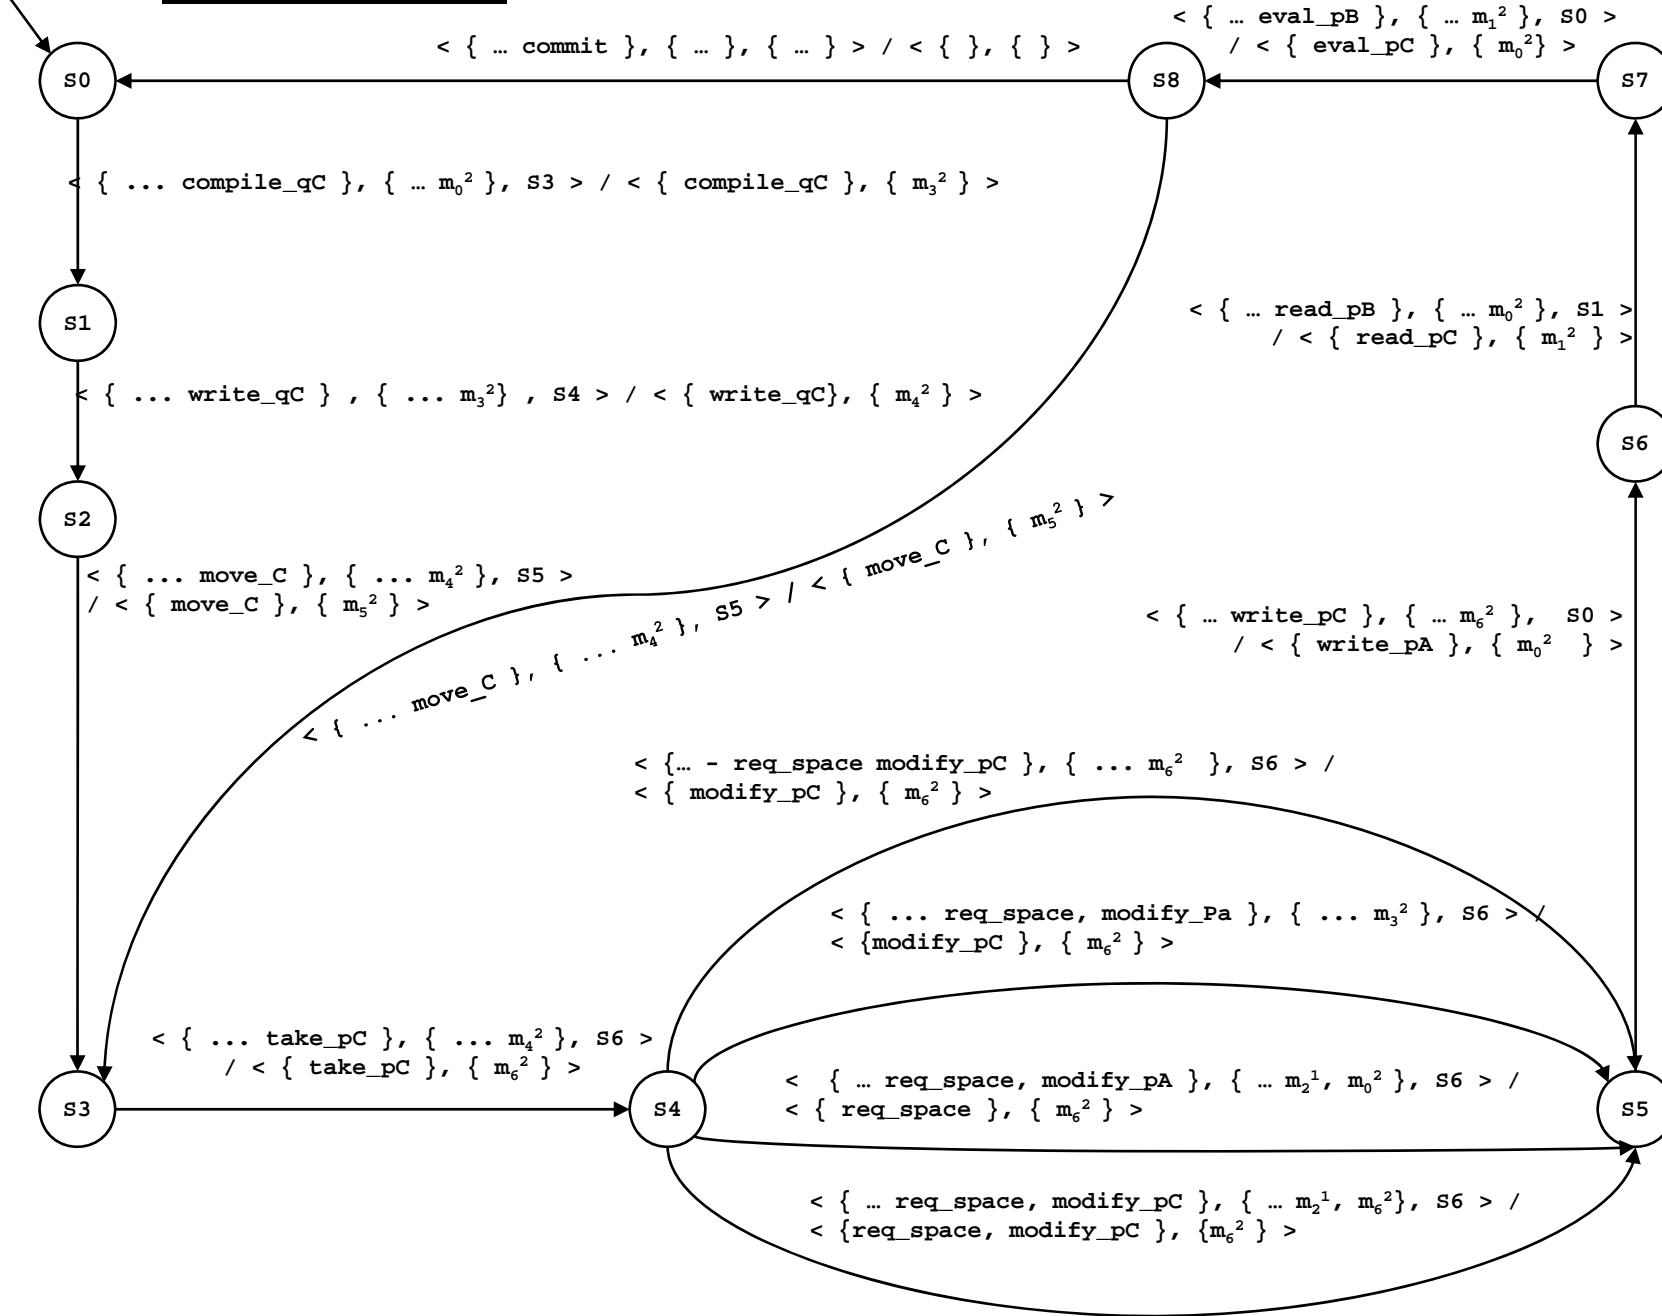 < { … eval_pB }, { … m₁² }, S0 >
/ < { eval_pC }, { m₀²} >
< { … commit }, { … }, { … } > / < { }, { } >
S0
S8
S7
< { ... compile_qC }, { … m₀² }, S3 > / < { compile_qC }, { m₃² } >
< { … read_pB }, { … m₀² }, S1 >
/ < { read_pC }, { m₁² } >
S1
< { ... write_qC } , { ... m₃²} , S4 > / < { write_qC}, { m₄² } >
S6
S2
< { ... move_C }, { ... m₄² }, S5 >
/ < { move_C }, { m₅² } >
< { ... move_C }, { ... m₄² }, S5 > / < { move_C }, { m₅² } >
< { … write_pC }, { … m₆² }, S0 >
/ < { write_pA }, { m₀² } >
< {… - req_space modify_pC }, { ... m₆² }, S6 > /
< { modify_pC }, { m₆² } >
< { ... req_space, modify_Pa }, { ... m₃² }, S6 > /
< {modify_pC }, { m₆² } >
< { ... take_pC }, { ... m₄² }, S6 >
/ < { take_pC }, { m₆² } >
< { … req_space, modify_pA }, { … m₂¹, m₀² }, S6 > /
< { req_space }, { m₆² } >
S3
S4
S5
< { … req_space, modify_pC }, { … m₂¹, m₆²}, S6 > /
< {req_space, modify_pC }, {m₆² } >